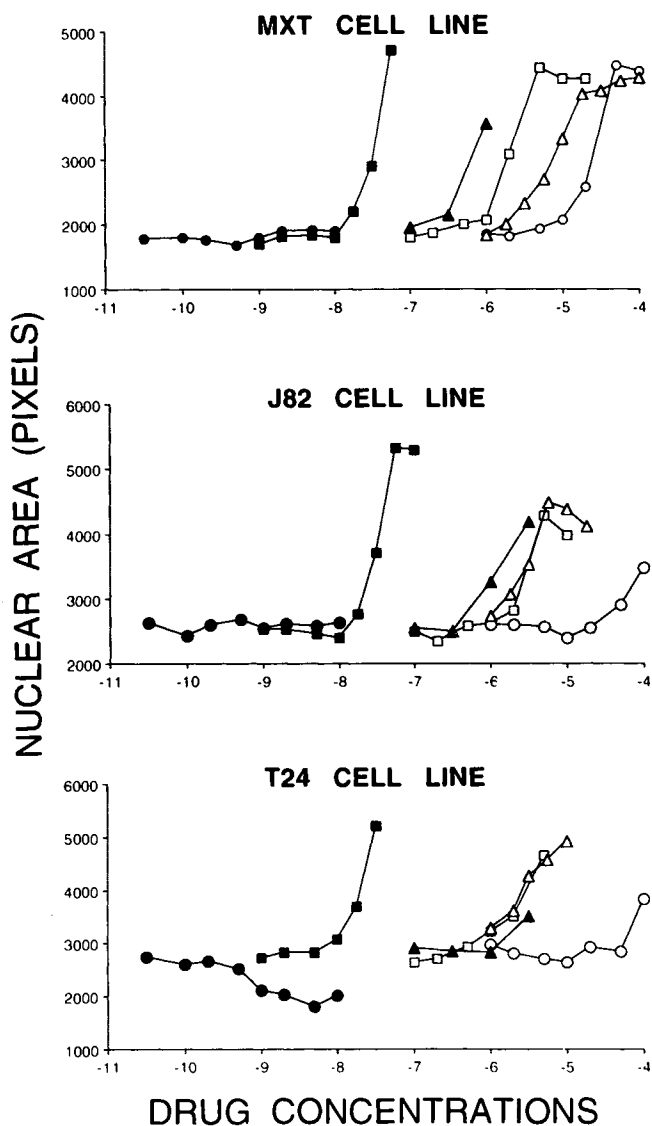 MXT CELL LINE
5000
4000
3000
2000
1000
-11 -10 -9 -8 -7 -6 -5 -4
J82 CELL LINE
6000
5000
4000
3000
2000
-11 -10 -9 -8 -7 -6 -5 -4
T24 CELL LINE
6000
5000
4000
3000
2000
1000
-11 -10 -9 -8 -7 -6 -5 -4
NUCLEAR AREA (PIXELS)
DRUG CONCENTRATIONS